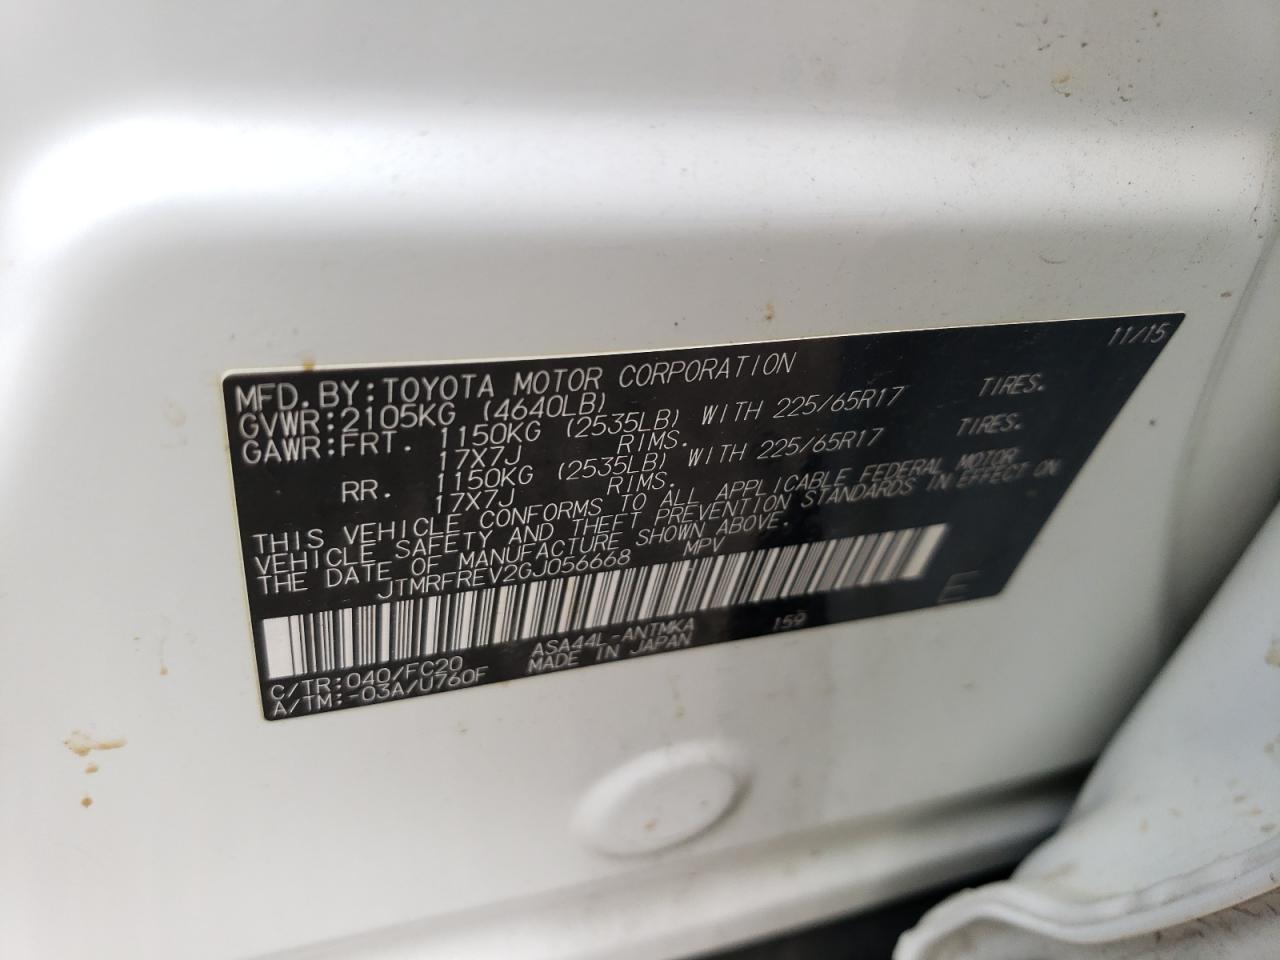 11/15
MFD. BY: TOYOTA MOTOR CORPORATION
GVWR: 2105KG (4640LB)
GAWR: FRT. 1150KG (2535LB) WITH 225/65R17 TIRES.
17X7J RIMS.
RR. 1150KG (2535LB) WITH 225/65R17 TIRES.
17X7J RIMS.
THIS VEHICLE CONFORMS TO ALL APPLICABLE FEDERAL MOTOR
VEHICLE SAFETY AND THEFT PREVENTION STANDARDS IN EFFECT ON
THE DATE OF MANUFACTURE SHOWN ABOVE.
JTMRFREV2GJ056668 MPV
E
C/TR: 040/FC20 ASA44L-ANTMKA 159
A/TM: -03A/U760F MADE IN JAPAN